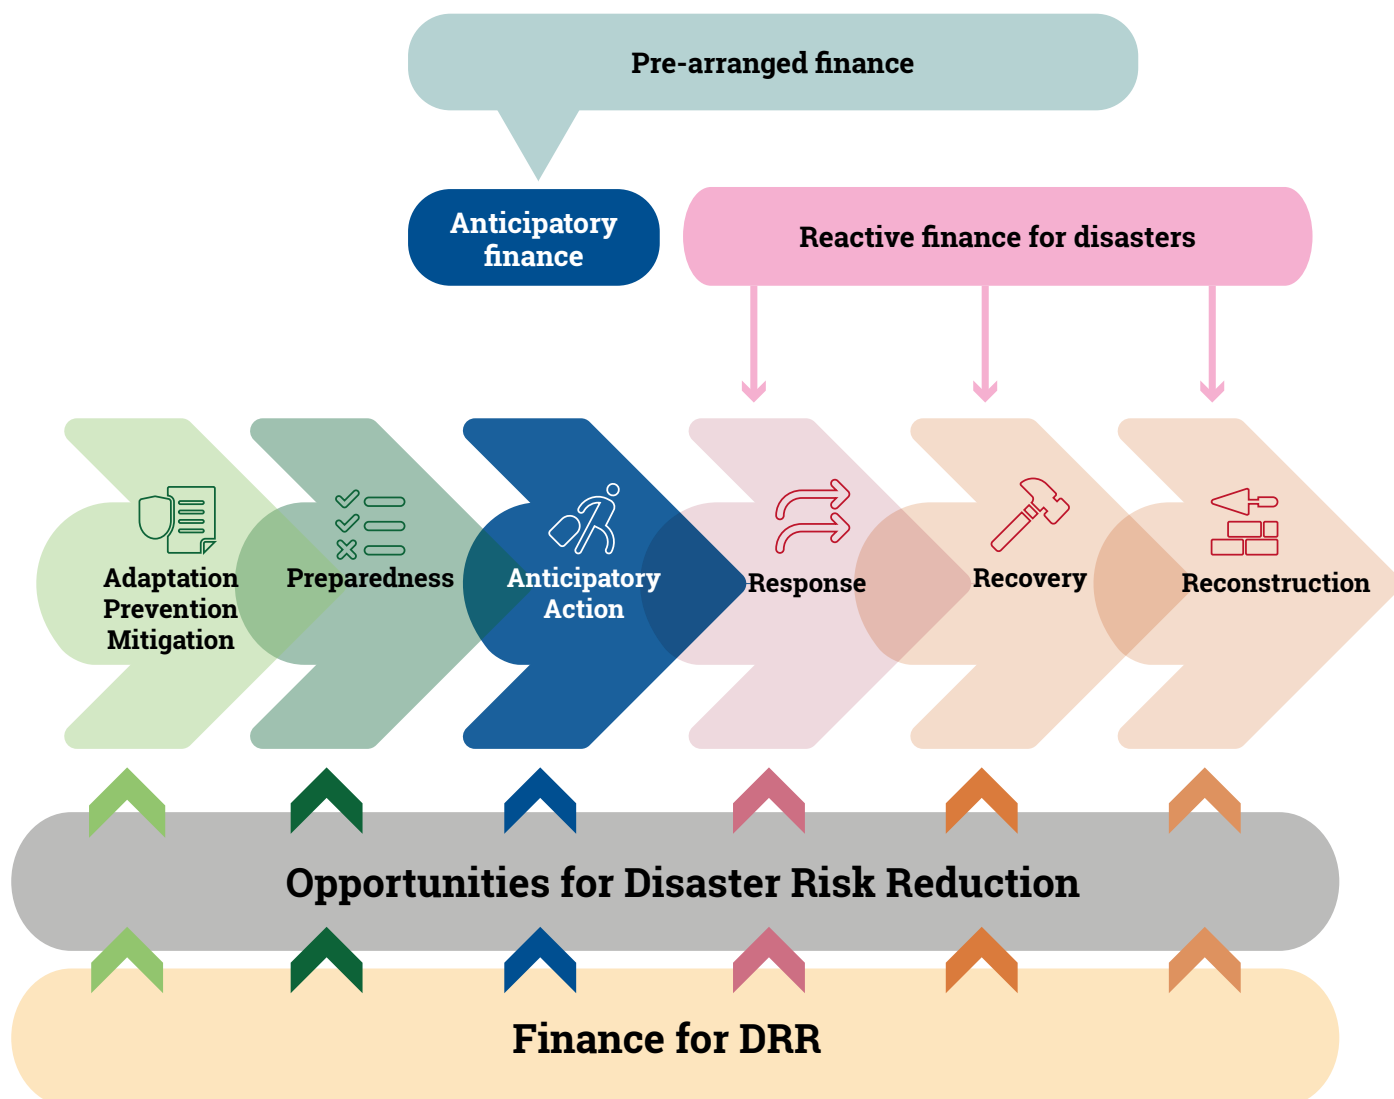 Pre-arranged finance
Anticipatory
finance
Reactive finance for disasters
Adaptation
Prevention
Mitigation
Preparedness
Anticipatory
Action
Response
Recovery
Reconstruction
Opportunities for Disaster Risk Reduction
Finance for DRR